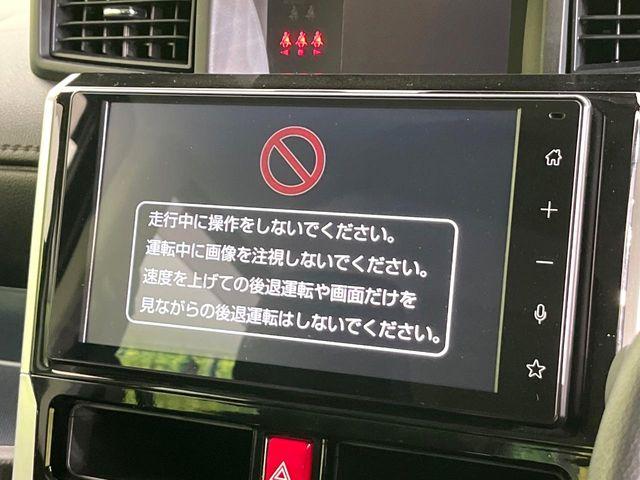 走行中に操作をしないでください。
運転中に画像を注視しないでください。
速度を上げての後退運転や画面だけを
見ながらの後退運転はしないでください。